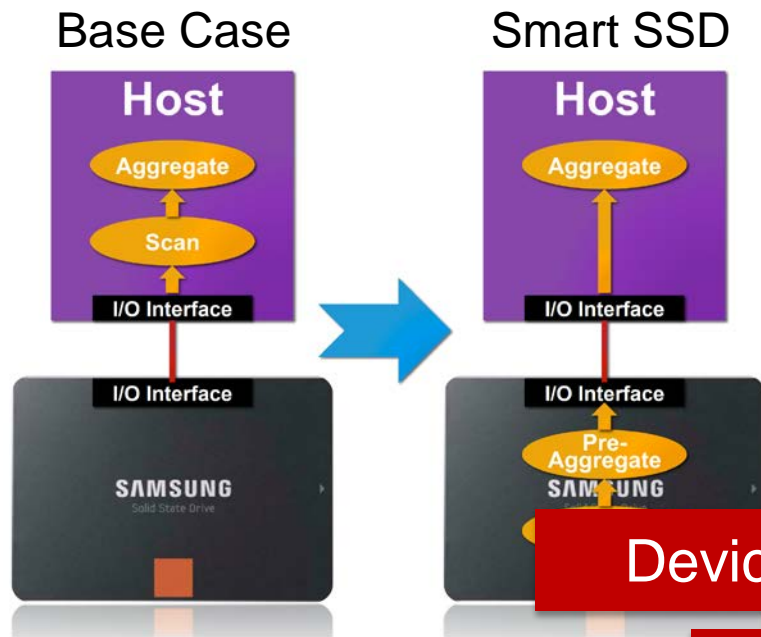 Base Case
Host
Aggregate
Scan
I/O Interface
I/O Interface
SAMSUNG
Solid State Drive
Smart SSD
Host
Aggregate
I/O Interface
I/O Interface
Pre-
Aggregate
SAMSUNG